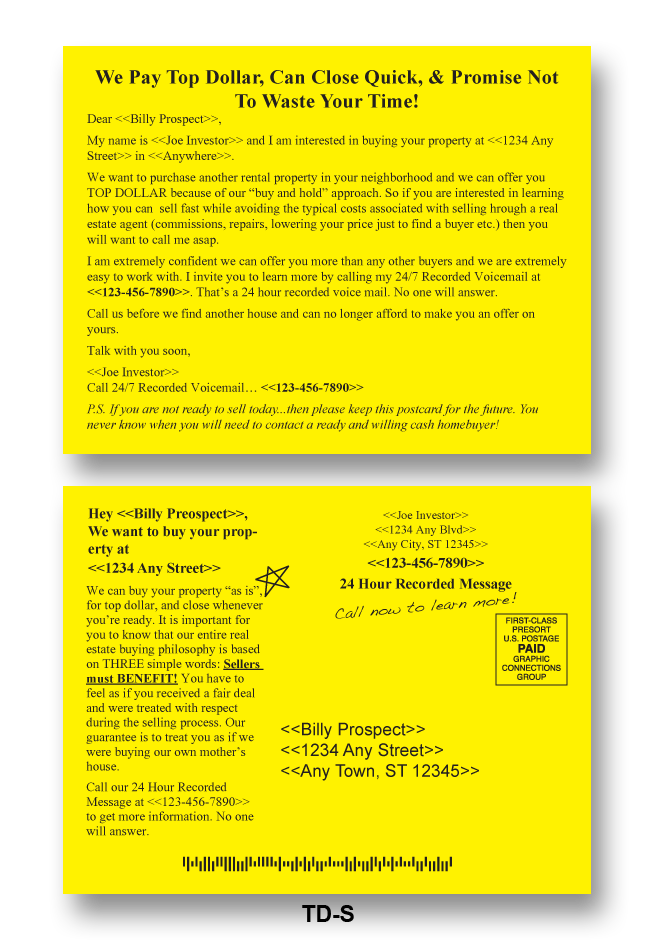 We Pay Top Dollar, Can Close Quick, & Promise Not
To Waste Your Time!
Dear <<Billy Prospect>>,
My name is <<Joe Investor>> and I am interested in buying your property at <<1234 Any
Street>> in <<Anywhere>>.
We want to purchase another rental property in your neighborhood and we can offer you
TOP DOLLAR because of our “buy and hold” approach. So if you are interested in learning
how you can  sell fast while avoiding the typical costs associated with selling hrough a real
estate agent (commissions, repairs, lowering your price just to find a buyer etc.) then you
will want to call me asap.
I am extremely confident we can offer you more than any other buyers and we are extremely
easy to work with. I invite you to learn more by calling my 24/7 Recorded Voicemail at
<<123-456-7890>>. That’s a 24 hour recorded voice mail. No one will answer.
Call us before we find another house and can no longer afford to make you an offer on
yours.
Talk with you soon,
<<Joe Investor>>
Call 24/7 Recorded Voicemail… <<123-456-7890>>
P.S. If you are not ready to sell today...then please keep this postcard for the future. You
never know when you will need to contact a ready and willing cash homebuyer!
Hey <<Billy Preospect>>,
We want to buy your prop-
erty at
<<1234 Any Street>>
We can buy your property “as is”,
for top dollar, and close whenever
you’re ready. It is important for
you to know that our entire real
estate buying philosophy is based
on THREE simple words: Sellers
must BENEFIT! You have to
feel as if you received a fair deal
and were treated with respect
during the selling process. Our
guarantee is to treat you as if we
were buying our own mother’s
house.
Call our 24 Hour Recorded
Message at <<123-456-7890>>
to get more information. No one
will answer.
<<Joe Investor>>
<<1234 Any Blvd>>
<<Any City, ST 12345>>
<<123-456-7890>>
24 Hour Recorded Message
Call now to learn more!
FIRST-CLASS
PRESORT
U.S. POSTAGE
PAID
GRAPHIC
CONNECTIONS
GROUP
<<Billy Prospect>>
<<1234 Any Street>>
<<Any Town, ST 12345>>
TD-S